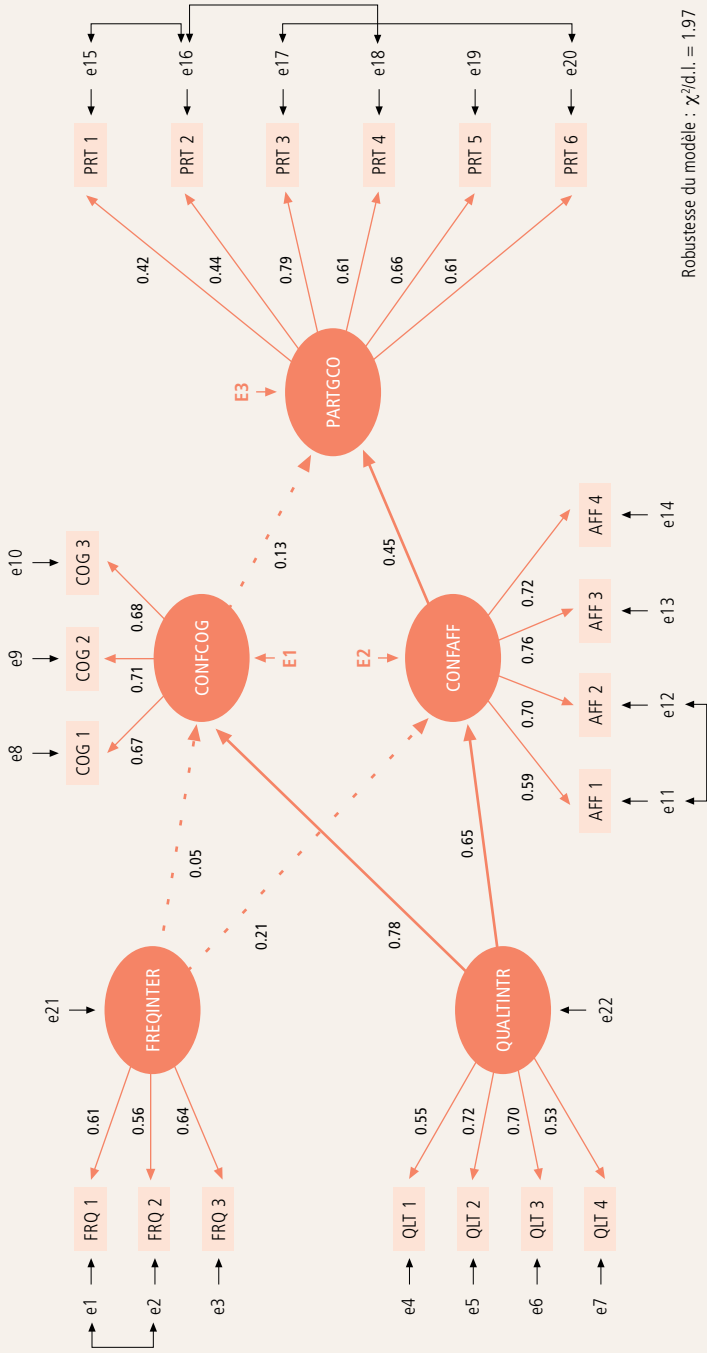 e1
e2
e3
FRQ 1
FRQ 2
FRQ 3
0.61
0.56
0.64
e21
FREQINTER
e4
e5
e6
e7
QLT 1
QLT 2
QLT 3
QLT 4
0.55
0.72
0.70
0.53
QUALTINTR
e22
0.05
0.21
0.78
0.65
e8
e9
e10
COG 1
COG 2
COG 3
0.67
0.71
0.68
CONFCOG
E1
E2
CONFAFF
0.59
0.70
0.76
0.72
AFF 1
AFF 2
AFF 3
AFF 4
e11
e12
e13
e14
0.13
0.45
E3
PARTGCO
0.42
0.44
0.79
0.61
0.66
0.61
PRT 1
PRT 2
PRT 3
PRT 4
PRT 5
PRT 6
e15
e16
e17
e18
e19
e20
Robustesse du modèle : χ²/d.l. = 1.97